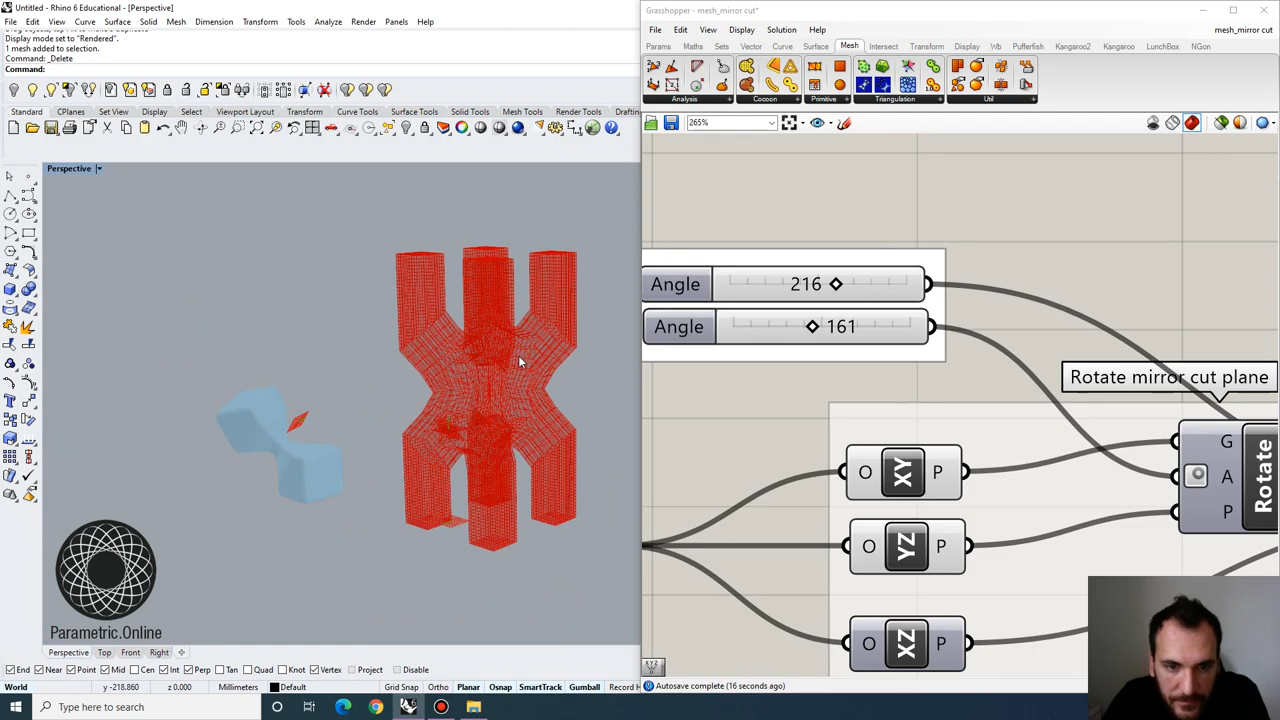 Untitled - Rhino 6 Educational - [Perspective]
File Edit View Curve Surface Solid Mesh Dimension Transform Tools Analyze Render Panels Help
Display mode set to "Rendered".
1 mesh added to selection.
Command: _Delete
Command:
Standard CPlanes Set View Display Select Viewport Layout Transform Curve Tools Surface Tools Solid Tools Mesh Tools Render Tools Drafting
Perspective
Parametric.Online
Perspective Top Front Right
End Near Point Mid Cen Int Perp Tan Quad Knot Vertex Project Disable
World y -218.860 z 0.000 Millimeters Default Grid Snap Ortho Planar Osnap SmartTrack Gumball Record H
Type here to search
Grasshopper - mesh_mirror cut*
File Edit View Display Solution Help mesh_mirror cut
Params Maths Sets Vector Curve Surface Mesh Intersect Transform Display Wb Pufferfish Kangaroo2 Kangaroo LunchBox NGon
Analysis Cocoon Primitive Triangulation Util
265%
Angle 216
Angle 161
Rotate mirror cut plane
O XY P
O YZ P
O XZ P
G
A
P
Rotate
Autosave complete (16 seconds ago)